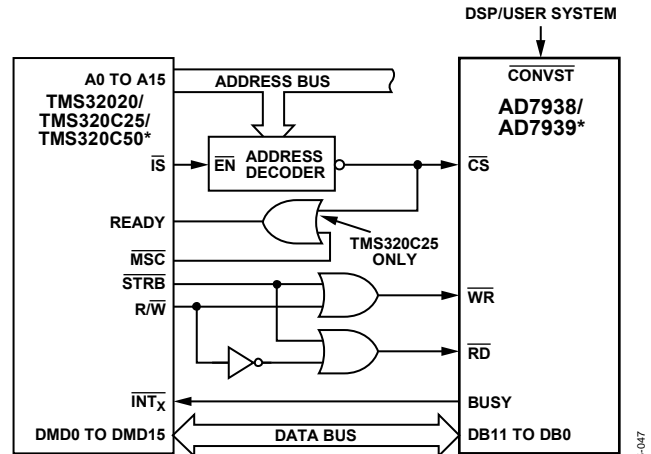 DSP/USER SYSTEM
A0 TO A15
ADDRESS BUS
CONVST
TMS32020/
TMS320C25/
TMS320C50*
AD7938/
AD7939*
IS
EN
ADDRESS
DECODER
CS
READY
TMS320C25
ONLY
MSC
STRB
R/W
WR
RD
INTX
BUSY
DMD0 TO DMD15
DATA BUS
DB11 TO DB0
-047